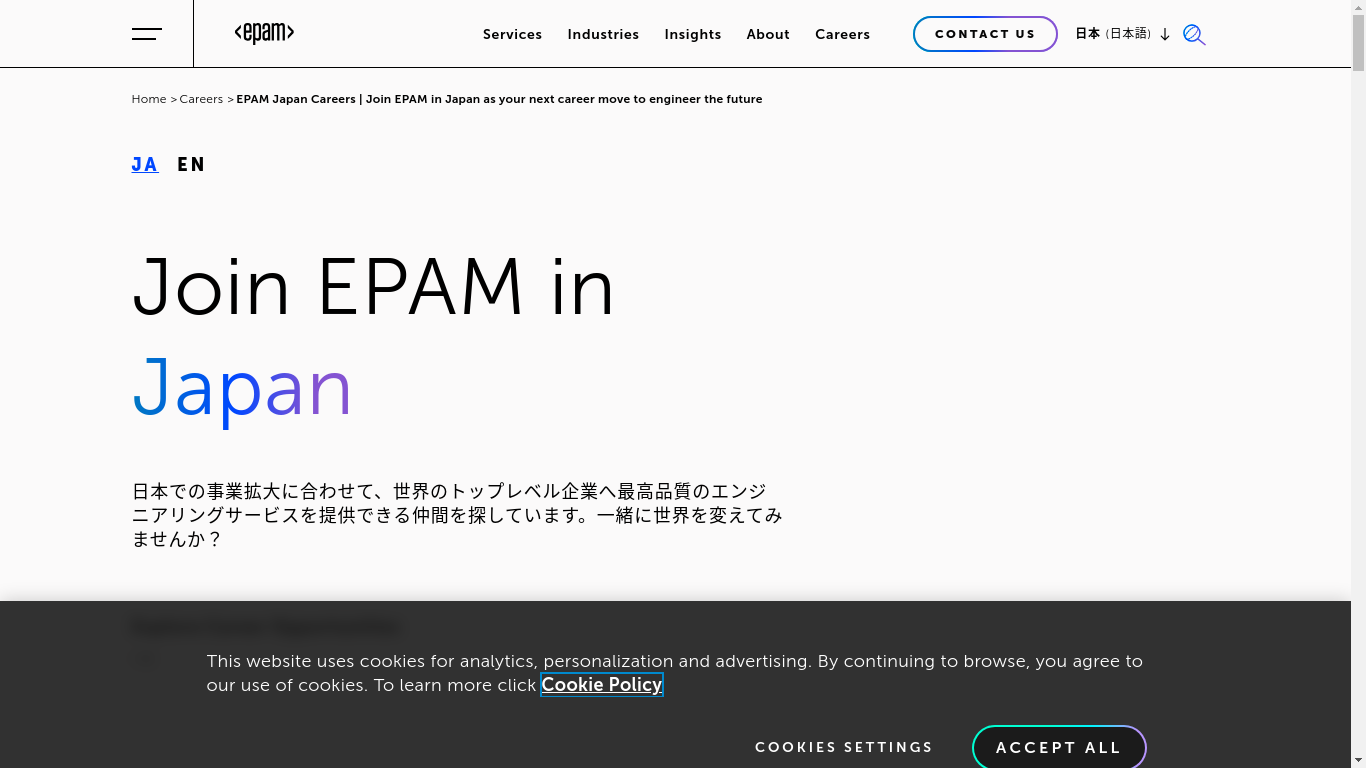 <epam>
Services
Industries
Insights
About
Careers
CONTACT US
日本 (日本語)
Home > Careers > EPAM Japan Careers | Join EPAM in Japan as your next career move to engineer the future
JA EN
Join EPAM in
Japan
日本での事業拡大に合わせて、世界のトップレベル企業へ最高品質のエンジ
ニアリングサービスを提供できる仲間を探しています。一緒に世界を変えてみ
ませんか？
This website uses cookies for analytics, personalization and advertising. By continuing to browse, you agree to
our use of cookies. To learn more click Cookie Policy
COOKIES SETTINGS
ACCEPT ALL